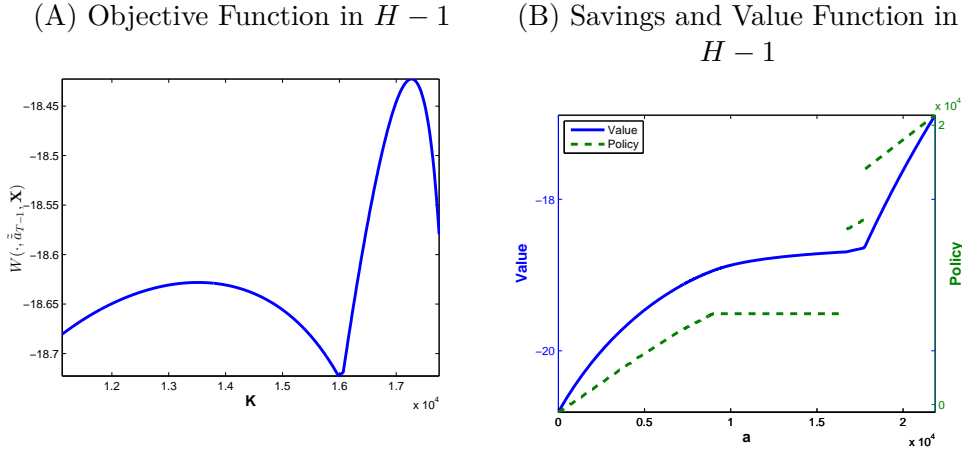 (A) Objective Function in H − 1
W(·, ã̃_{T−1}, X)
−18.45
−18.5
−18.55
−18.6
−18.65
−18.7
1.2 1.3 1.4 1.5 1.6 1.7
x 10^4
K
(B) Savings and Value Function in
H − 1
Value
Policy
Value
−18
−20
0 0.5 1 1.5 2
x 10^4
a
x 10^4
2
0
Policy